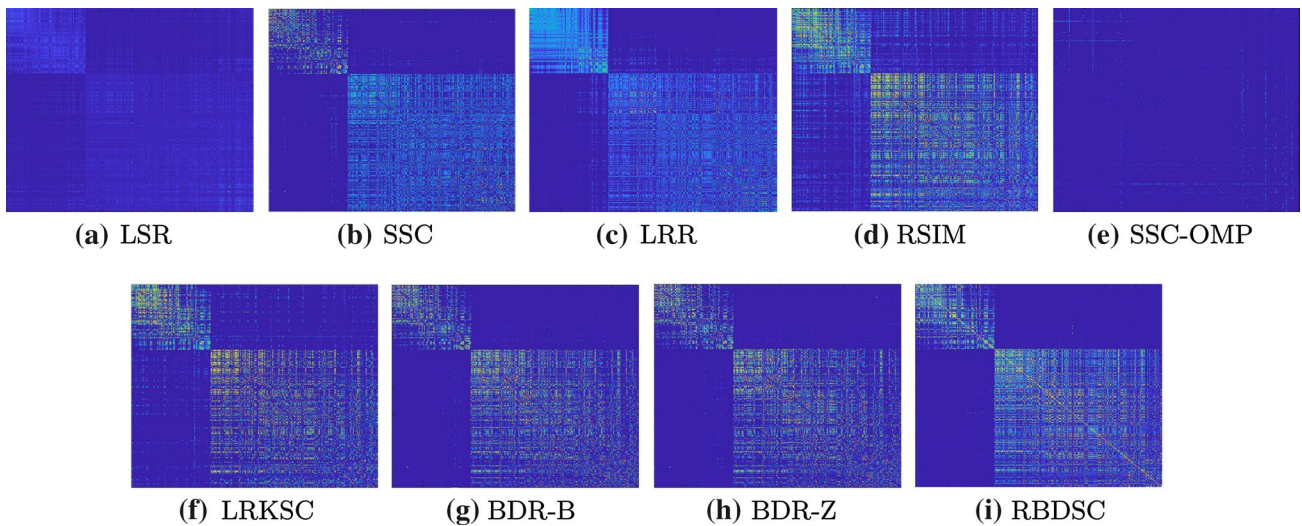 (a) LSR (b) SSC (c) LRR (d) RSIM (e) SSC-OMP
(f) LRKSC (g) BDR-B (h) BDR-Z (i) RBDSC